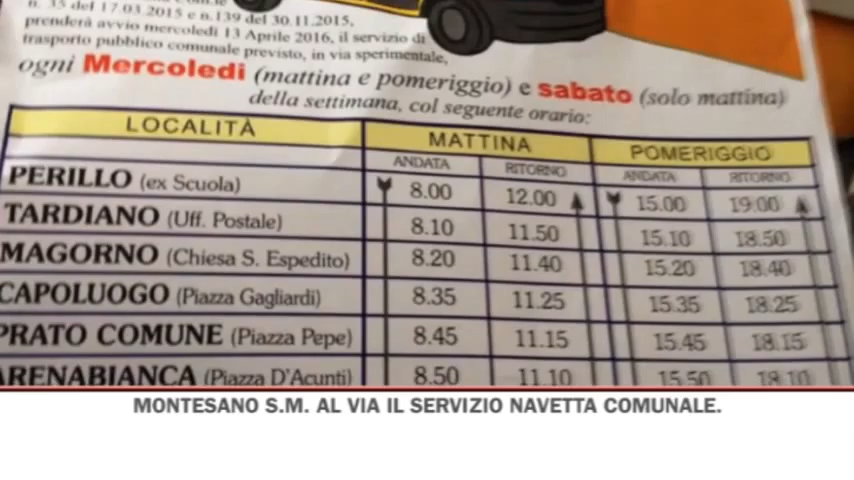 n. 35 del 17.03.2015 e n.139 del 30.11.2015,
prenderà avvio mercoledì 13 Aprile 2016, il servizio di
trasporto pubblico comunale previsto, in via sperimentale,
ogni Mercoledì (mattina e pomeriggio) e sabato (solo mattina)
della settimana, col seguente orario:
LOCALITÀ MATTINA POMERIGGIO
ANDATA RITORNO ANDATA RITORNO
PERILLO (ex Scuola) 8.00 12.00 15.00 19.00
TARDIANO (Uff. Postale) 8.10 11.50 15.10 18.50
MAGORNO (Chiesa S. Espedito) 8.20 11.40 15.20 18.40
CAPOLUOGO (Piazza Gagliardi) 8.35 11.25 15.35 18.25
PRATO COMUNE (Piazza Pepe) 8.45 11.15 15.45 18.15
ARENABIANCA (Piazza D'Acunti) 8.50 11.10 15.50 18.10
MONTESANO S.M. AL VIA IL SERVIZIO NAVETTA COMUNALE.